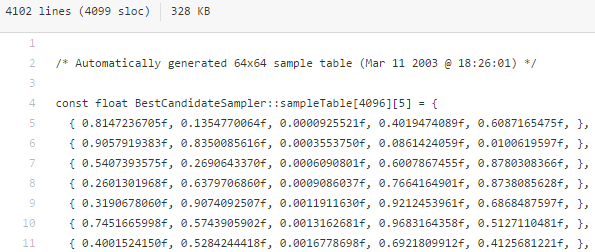 4102 lines (4099 sloc) 328 KB
1
2 /* Automatically generated 64x64 sample table (Mar 11 2003 @ 18:26:01) */
3
4 const float BestCandidateSampler::sampleTable[4096][5] = {
5 { 0.8147236705f, 0.1354770064f, 0.0000925521f, 0.4019474089f, 0.6087165475f, },
6 { 0.9057919383f, 0.8350085616f, 0.0003553750f, 0.0861424059f, 0.0100619597f, },
7 { 0.5407393575f, 0.2690643370f, 0.0006090801f, 0.6007867455f, 0.8780308366f, },
8 { 0.2601301968f, 0.6379706860f, 0.0009086037f, 0.7664164901f, 0.8738085628f, },
9 { 0.3190678060f, 0.9074092507f, 0.0011911630f, 0.9212453961f, 0.6868487597f, },
10 { 0.7451665998f, 0.5743905902f, 0.0013162681f, 0.9683164358f, 0.5127110481f, },
11 { 0.4001524150f, 0.5284244418f, 0.0016778698f, 0.6921809912f, 0.4125681221f, },